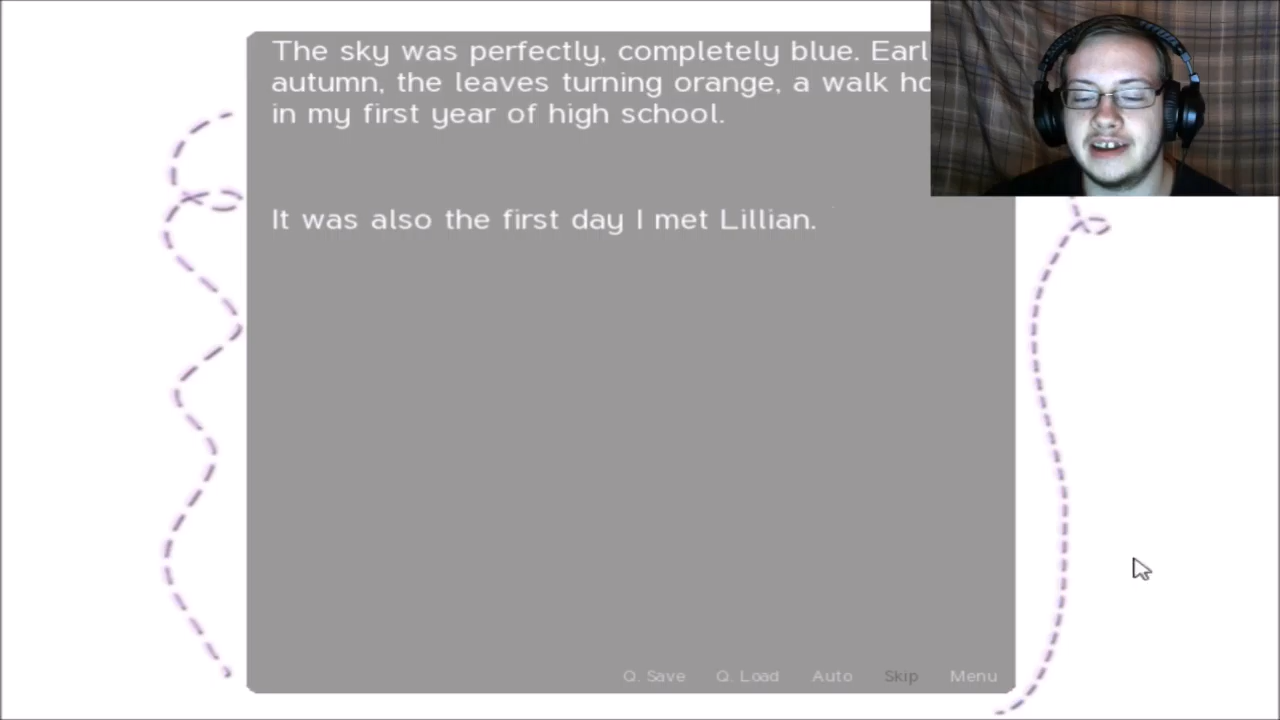 The sky was perfectly, completely blue.
autumn, the leaves turning orange, a walk
in my first year of high school.
It was also the first day I met Lillian.
Q. Save Q. Load Auto Skip Menu